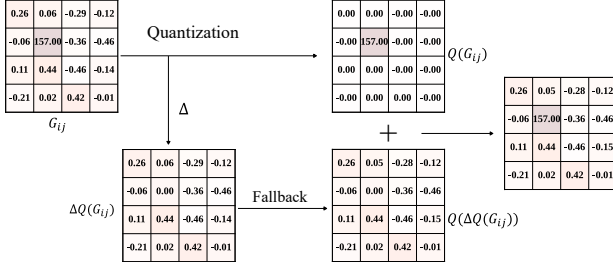 0.26 0.06 -0.29 -0.12
-0.06 157.00 -0.36 -0.46
0.11 0.44 -0.46 -0.14
-0.21 0.02 0.42 -0.01
G_{ij}
Quantization
Δ
0.00 0.00 -0.00 -0.00
-0.00 157.00 -0.00 -0.00
0.00 0.00 -0.00 -0.00
-0.00 0.00 0.00 -0.00
Q(G_{ij})
+
0.26 0.06 -0.29 -0.12
-0.06 0.00 -0.36 -0.46
0.11 0.44 -0.46 -0.14
-0.21 0.02 0.42 -0.01
ΔQ(G_{ij})
Fallback
0.26 0.05 -0.28 -0.12
-0.06 0.00 -0.36 -0.46
0.11 0.44 -0.46 -0.15
-0.21 0.02 0.42 -0.01
Q(ΔQ(G_{ij}))
0.26 0.05 -0.28 -0.12
-0.06 157.00 -0.36 -0.46
0.11 0.44 -0.46 -0.15
-0.21 0.02 0.42 -0.01